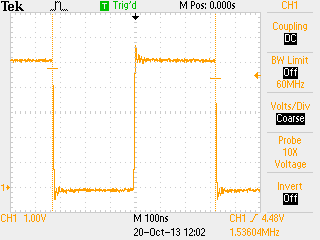 Tek Trig'd M Pos: 0.000s CH1
Coupling
DC
BW Limit
Off
60MHz
Volts/Div
Coarse
Probe
10X
Voltage
Invert
Off
1
CH1 1.00V M 100ns CH1 4.48V
20-Oct-13 12:02 1.53604MHz